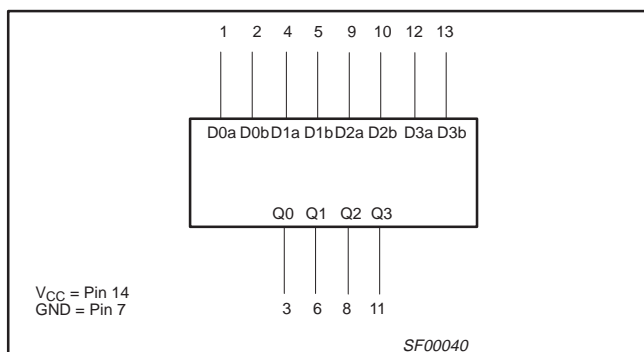 1 2 4 5 9 10 12 13
D0a D0b D1a D1b D2a D2b D3a D3b
Q0 Q1 Q2 Q3
VCC = Pin 14
GND = Pin 7
3 6 8 11
SF00040